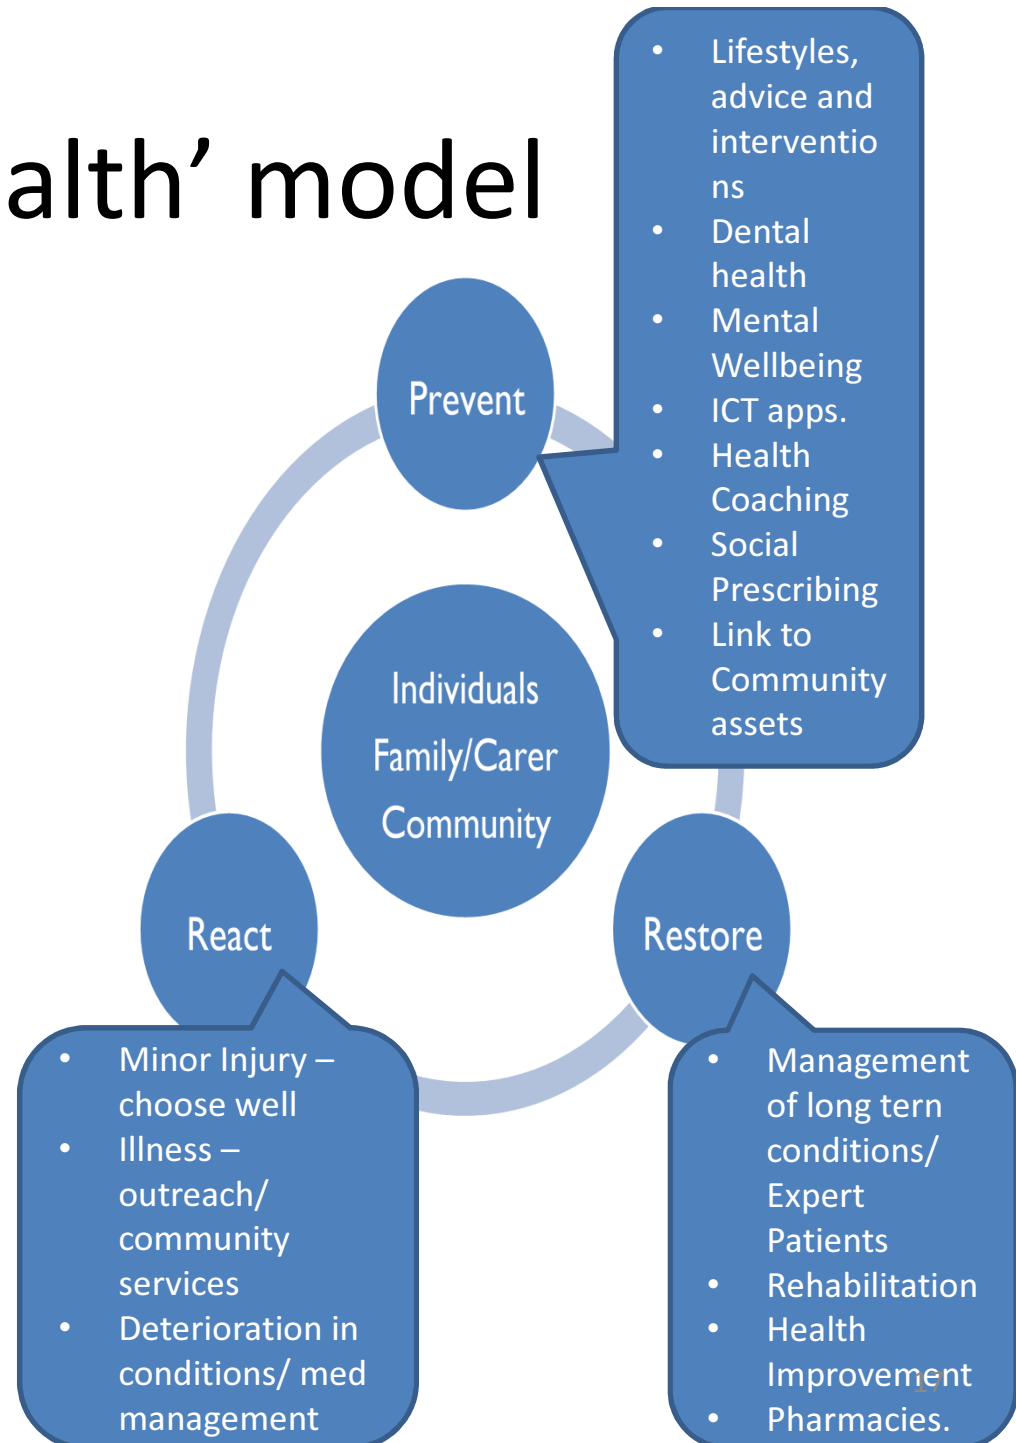 alth’ model
• Lifestyles,
advice and
interventio
ns
• Dental
health
• Mental
Wellbeing
• ICT apps.
• Health
Coaching
• Social
Prescribing
• Link to
Community
assets
Prevent
Individuals
Family/Carer
Community
React
Restore
• Minor Injury –
choose well
• Illness –
outreach/
community
services
• Deterioration in
conditions/ med
management
• Management
of long tern
conditions/
Expert
Patients
• Rehabilitation
• Health
Improvement
• Pharmacies.
17